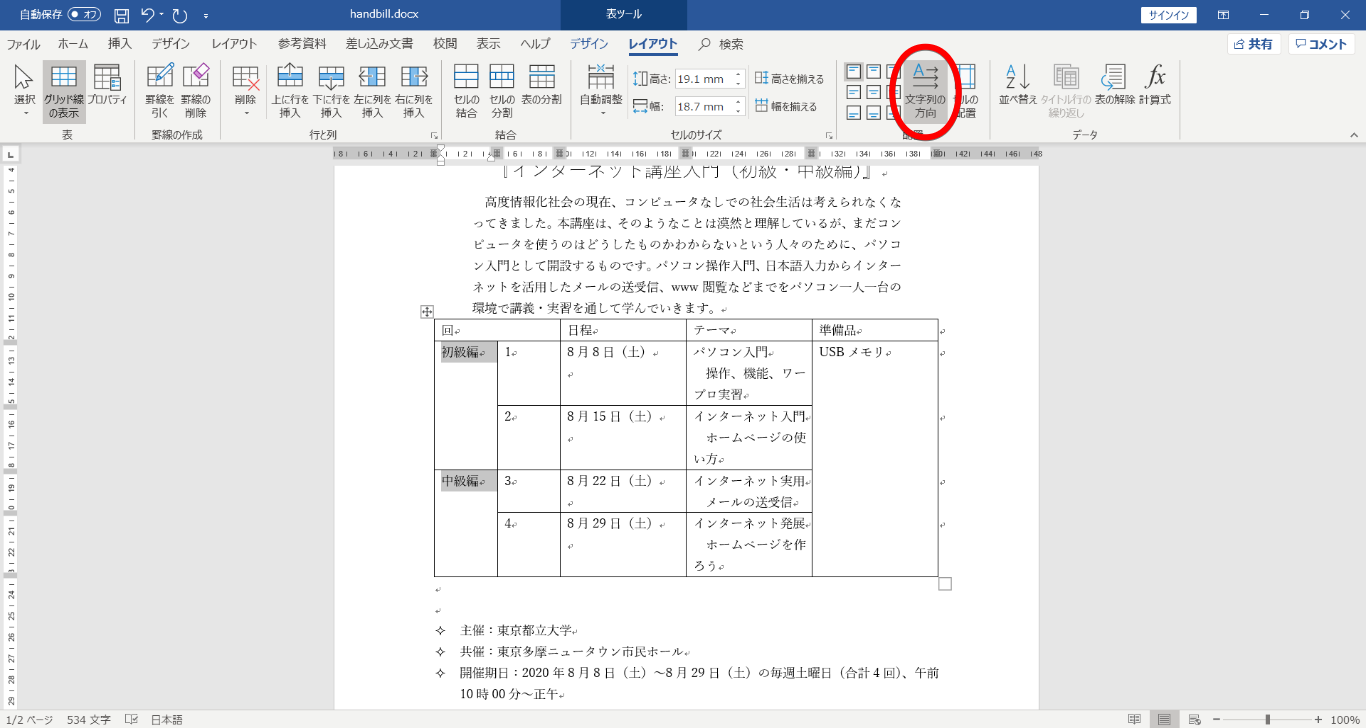 自動保存 オフ handbill.docx 表ツール サインイン
ファイル ホーム 挿入 デザイン レイアウト 参考資料 差し込み文書 校閲 表示 ヘルプ デザイン レイアウト 検索 共有 コメント
選択 グリッド線の表示 プロパティ 罫線を引く 罫線の削除 削除 上に行を挿入 下に行を挿入 左に列を挿入 右に列を挿入 セルの結合 セルの分割 表の分割 自動調整 高さ: 19.1 mm 幅: 18.7 mm 高さを揃える 幅を揃える 文字列の方向 セルの配置 並べ替え タイトル行の繰り返し 表の解除 計算式
表 罫線の作成 行と列 結合 セルのサイズ 配置 データ
『インターネット講座入門（初級・中級編）』
高度情報化社会の現在、コンピュータなしでの社会生活は考えられなくな
ってきました。本講座は、そのようなことは漠然と理解しているが、まだコン
ピュータを使うのはどうしたものかわからないという人々のために、パソコ
ン入門として開設するものです。パソコン操作入門、日本語入力からインター
ネットを活用したメールの送受信、www 閲覧などまでをパソコン一人一台の
環境で講義・実習を通して学んでいきます。
回 日程 テーマ 準備品
初級編 1 8 月 8 日（土） パソコン入門 USB メモリ
操作、機能、ワー
プロ実習
2 8 月 15 日（土） インターネット入門
ホームページの使
い方
中級編 3 8 月 22 日（土） インターネット実用
メールの送受信
4 8 月 29 日（土） インターネット発展
ホームページを作
ろう
✧ 主催：東京都立大学
✧ 共催：東京多摩ニュータウン市民ホール
✧ 開催期日：2020 年 8 月 8 日（土）～8 月 29 日（土）の毎週土曜日（合計 4 回）、午前
10 時 00 分～正午
1/2 ページ 534 文字 日本語 100%